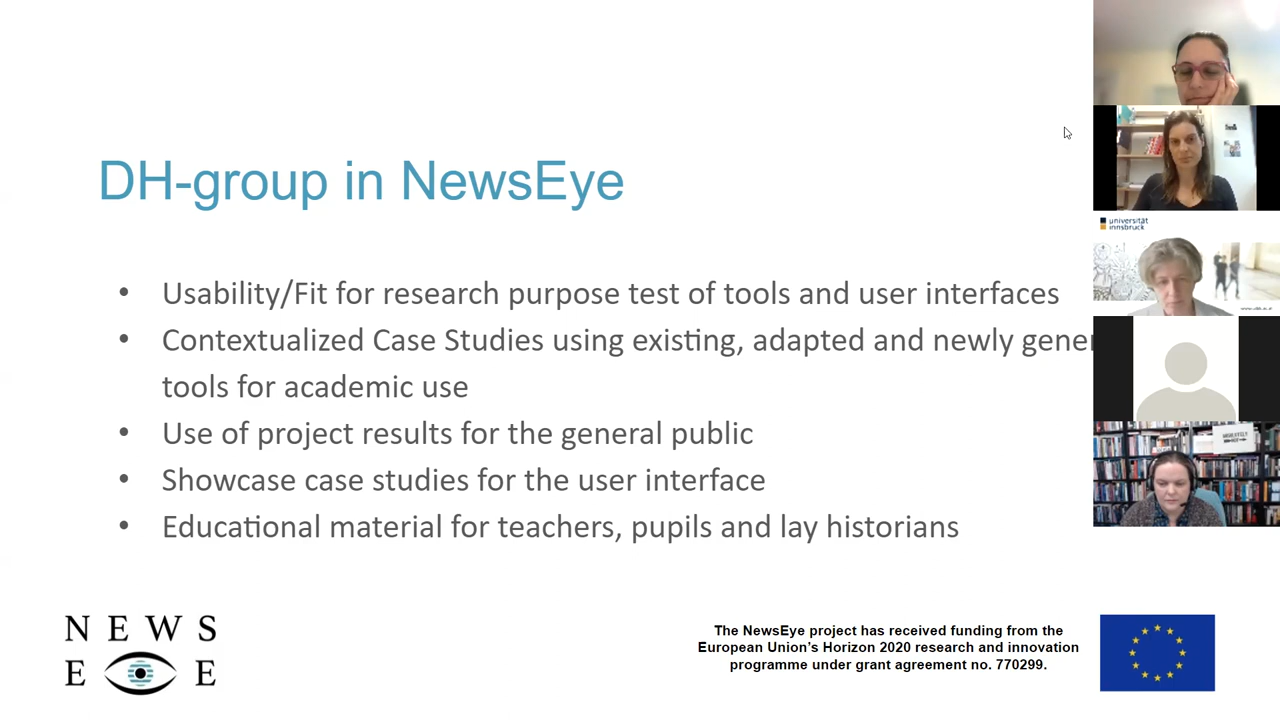 DH-group in NewsEye
• Usability/Fit for research purpose test of tools and user interfaces
• Contextualized Case Studies using existing, adapted and newly gener
tools for academic use
• Use of project results for the general public
• Showcase case studies for the user interface
• Educational material for teachers, pupils and lay historians
NEWS
E E
The NewsEye project has received funding from the
European Union's Horizon 2020 research and innovation
programme under grant agreement no. 770299.
universität
innsbruck